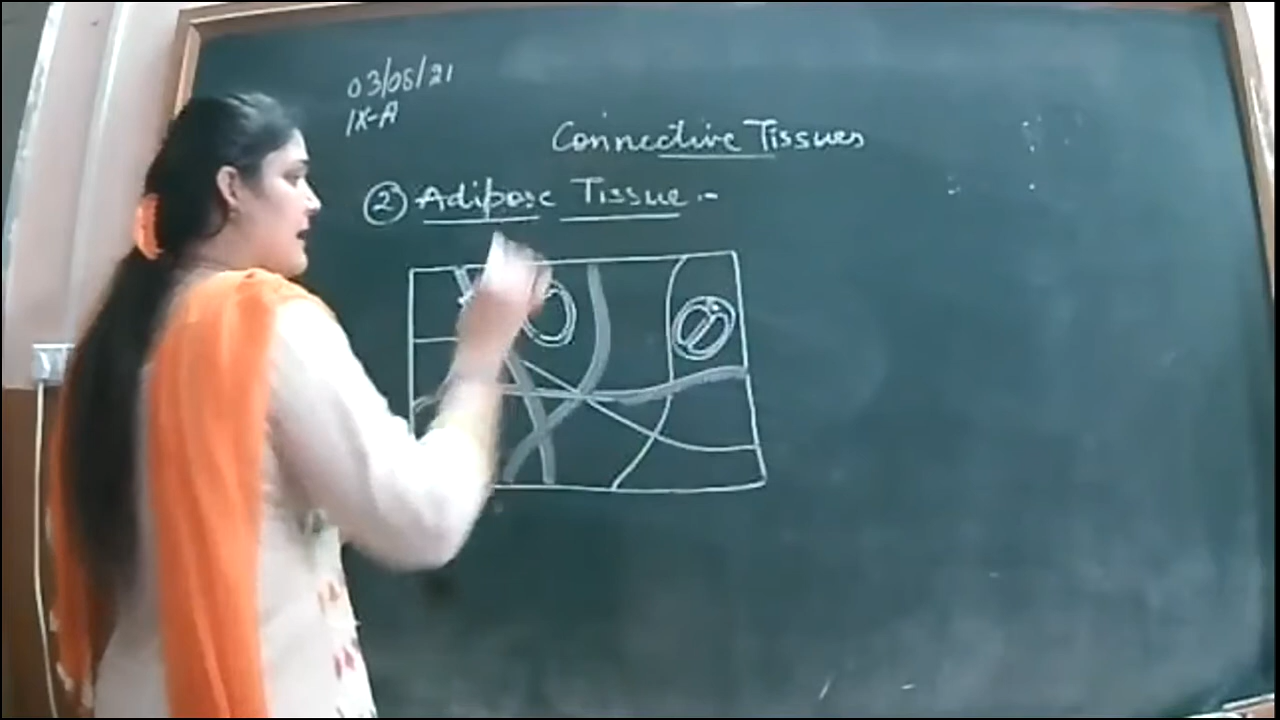 03/05/21
IX-A
Connective Tissues
② Adipose Tissue :-